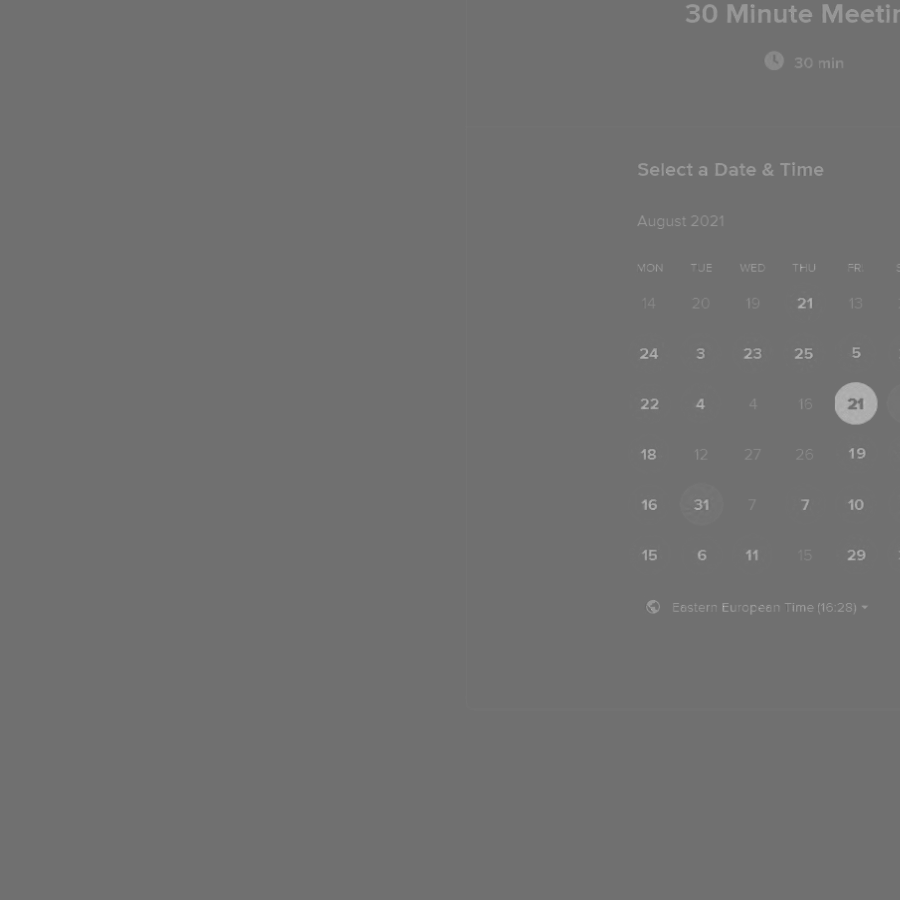 30 Minute Meetin
30 min
Select a Date & Time
August 2021
MON TUE WED THU FRI
14 20 19 21 13
24 3 23 25 5
22 4 4 15 21
18 12 27 26 19
16 31 7 7 10
15 6 11 15 29
Eastern European Time (16:28)